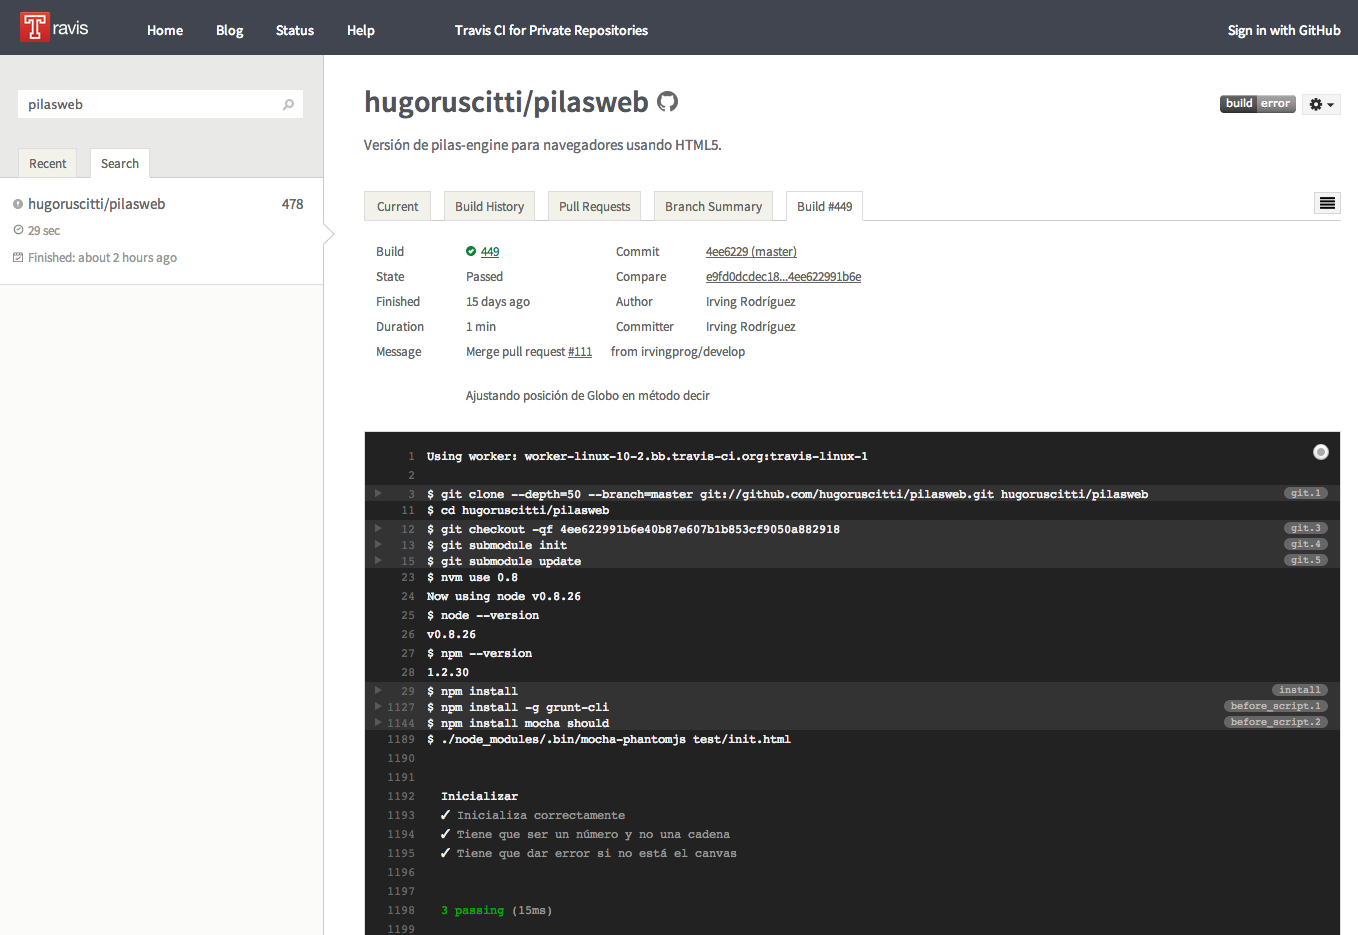 Travis Home Blog Status Help Travis CI for Private Repositories Sign in with GitHub
pilasweb
Recent Search
hugoruscitti/pilasweb 478
29 sec
Finished: about 2 hours ago
hugoruscitti/pilasweb
build error
Versión de pilas-engine para navegadores usando HTML5.
Current Build History Pull Requests Branch Summary Build #449
Build 449 Commit 4ee6229 (master)
State Passed Compare e9fd0dcdec18...4ee622991b6e
Finished 15 days ago Author Irving Rodríguez
Duration 1 min Committer Irving Rodríguez
Message Merge pull request #111 from irvingprog/develop
Ajustando posición de Globo en método decir
1 Using worker: worker-linux-10-2.bb.travis-ci.org:travis-linux-1
2
3 $ git clone --depth=50 --branch=master git://github.com/hugoruscitti/pilasweb.git hugoruscitti/pilasweb git.1
11 $ cd hugoruscitti/pilasweb
12 $ git checkout -qf 4ee622991b6e40b87e607b1b853cf9050a882918 git.3
13 $ git submodule init git.4
15 $ git submodule update git.5
23 $ nvm use 0.8
24 Now using node v0.8.26
25 $ node --version
26 v0.8.26
27 $ npm --version
28 1.2.30
29 $ npm install install
1127 $ npm install -g grunt-cli before_script.1
1144 $ npm install mocha should before_script.2
1189 $ ./node_modules/.bin/mocha-phantomjs test/init.html
1190
1191
1192 Inicializar
1193 ✓ Inicializa correctamente
1194 ✓ Tiene que ser un número y no una cadena
1195 ✓ Tiene que dar error si no está el canvas
1196
1197
1198 3 passing (15ms)
1199